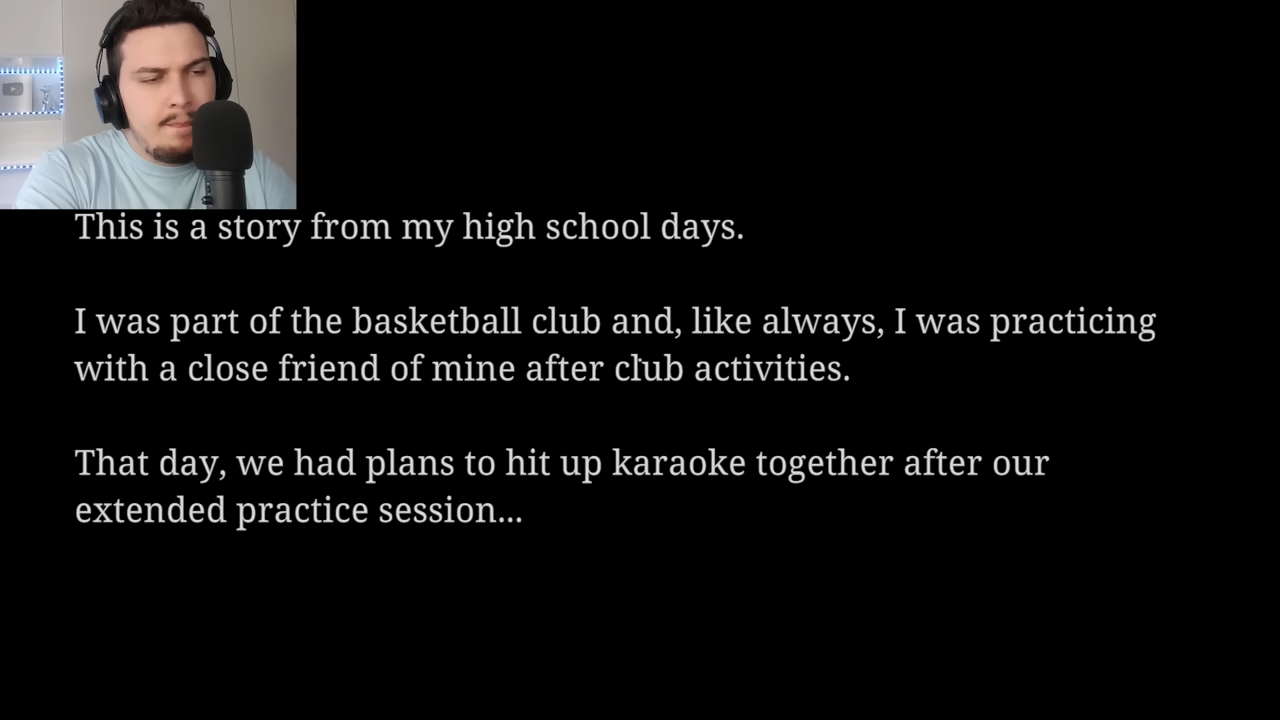 This is a story from my high school days.
I was part of the basketball club and, like always, I was practicing
with a close friend of mine after club activities.
That day, we had plans to hit up karaoke together after our
extended practice session...